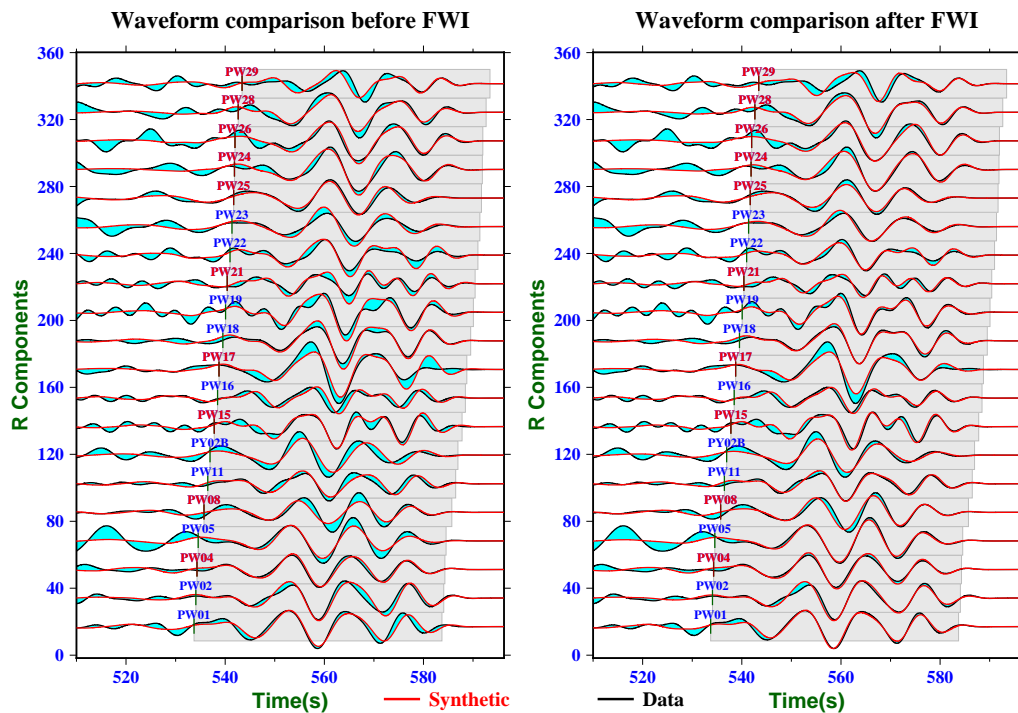 Waveform comparison before FWI
360
320
280
240
200
160
120
80
40
0
R Components
PW29
PW28
PW26
PW24
PW25
PW23
PW22
PW21
PW19
PW18
PW17
PW16
PW15
PY02B
PW11
PW08
PW05
PW04
PW02
PW01
520
540
560
580
Time(s)
Waveform comparison after FWI
360
320
280
240
200
160
120
80
40
0
R Components
PW29
PW28
PW26
PW24
PW25
PW23
PW22
PW21
PW19
PW18
PW17
PW16
PW15
PY02B
PW11
PW08
PW05
PW04
PW02
PW01
520
540
560
580
Time(s)
Synthetic
Data